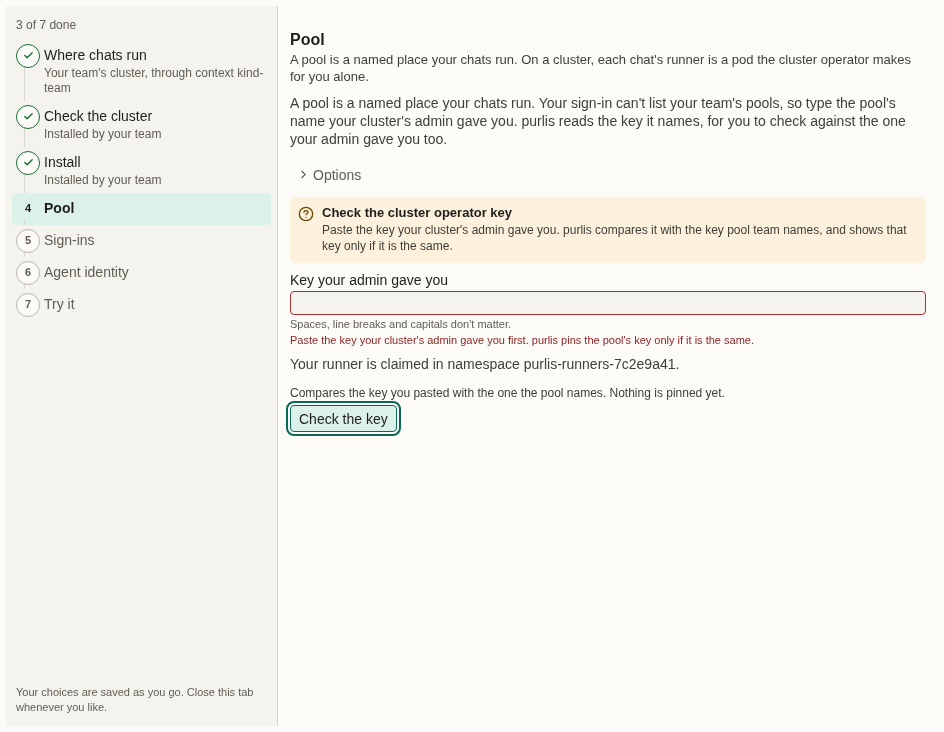 3 of 7 done
Where chats run
Your team's cluster, through context kind-
team
Check the cluster
Installed by your team
Install
Installed by your team
4 Pool
5 Sign-ins
6 Agent identity
7 Try it
Your choices are saved as you go. Close this tab
whenever you like.
Pool
A pool is a named place your chats run. On a cluster, each chat's runner is a pod the cluster operator makes
for you alone.
A pool is a named place your chats run. Your sign-in can't list your team's pools, so type the pool's
name your cluster's admin gave you. purlis reads the key it names, for you to check against the one
your admin gave you too.
Options
Check the cluster operator key
Paste the key your cluster's admin gave you. purlis compares it with the key pool team names, and shows that
key only if it is the same.
Key your admin gave you
Spaces, line breaks and capitals don't matter.
Paste the key your cluster's admin gave you first. purlis pins the pool's key only if it is the same.
Your runner is claimed in namespace purlis-runners-7c2e9a41.
Compares the key you pasted with the one the pool names. Nothing is pinned yet.
Check the key